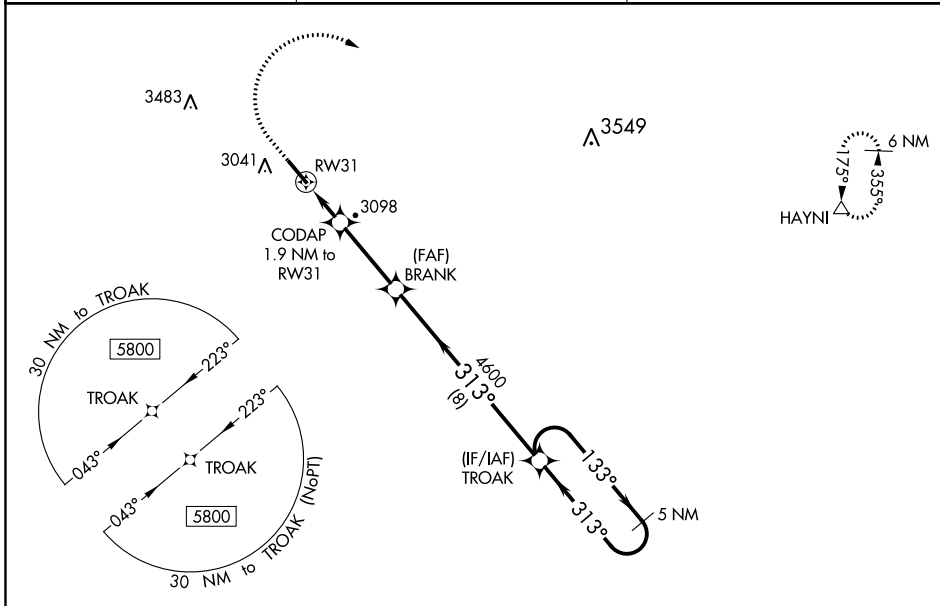 3483
3549
3041
RW31
6 NM
175°
355°
HAYNI
3098
CODAP
1.9 NM to
RW31
(FAF)
BRANK
30 NM to TROAK
5800
223°
TROAK
043°
4600
313°
(8)
223°
TROAK
043°
5800
30 NM to TROAK (NoPT)
(IF/IAF)
TROAK
133°
313°
5 NM